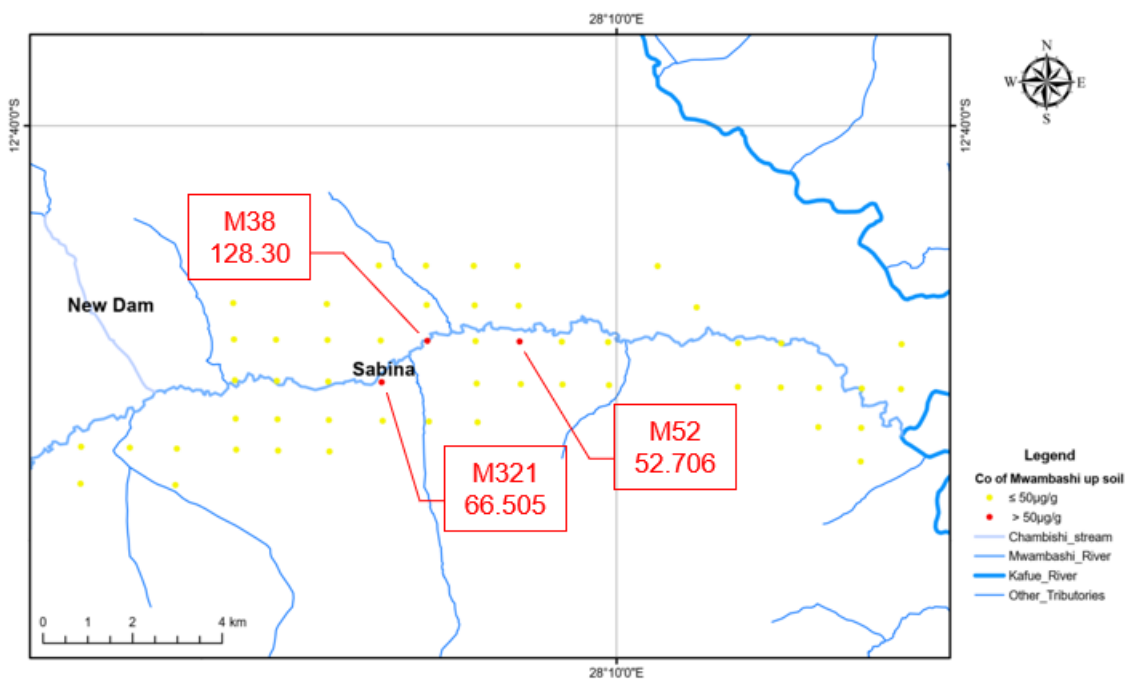 28°10'0"E
N
W
E
S
12°40'0"S
12°40'0"S
M38
128.30
New Dam
Sabina
M52
52.706
M321
66.505
Legend
Co of Mwambashi up soil
≤ 50µg/g
> 50µg/g
Chambishi_stream
Mwambashi_River
Kafue_River
Other_Tributories
0 1 2 4 km
28°10'0"E